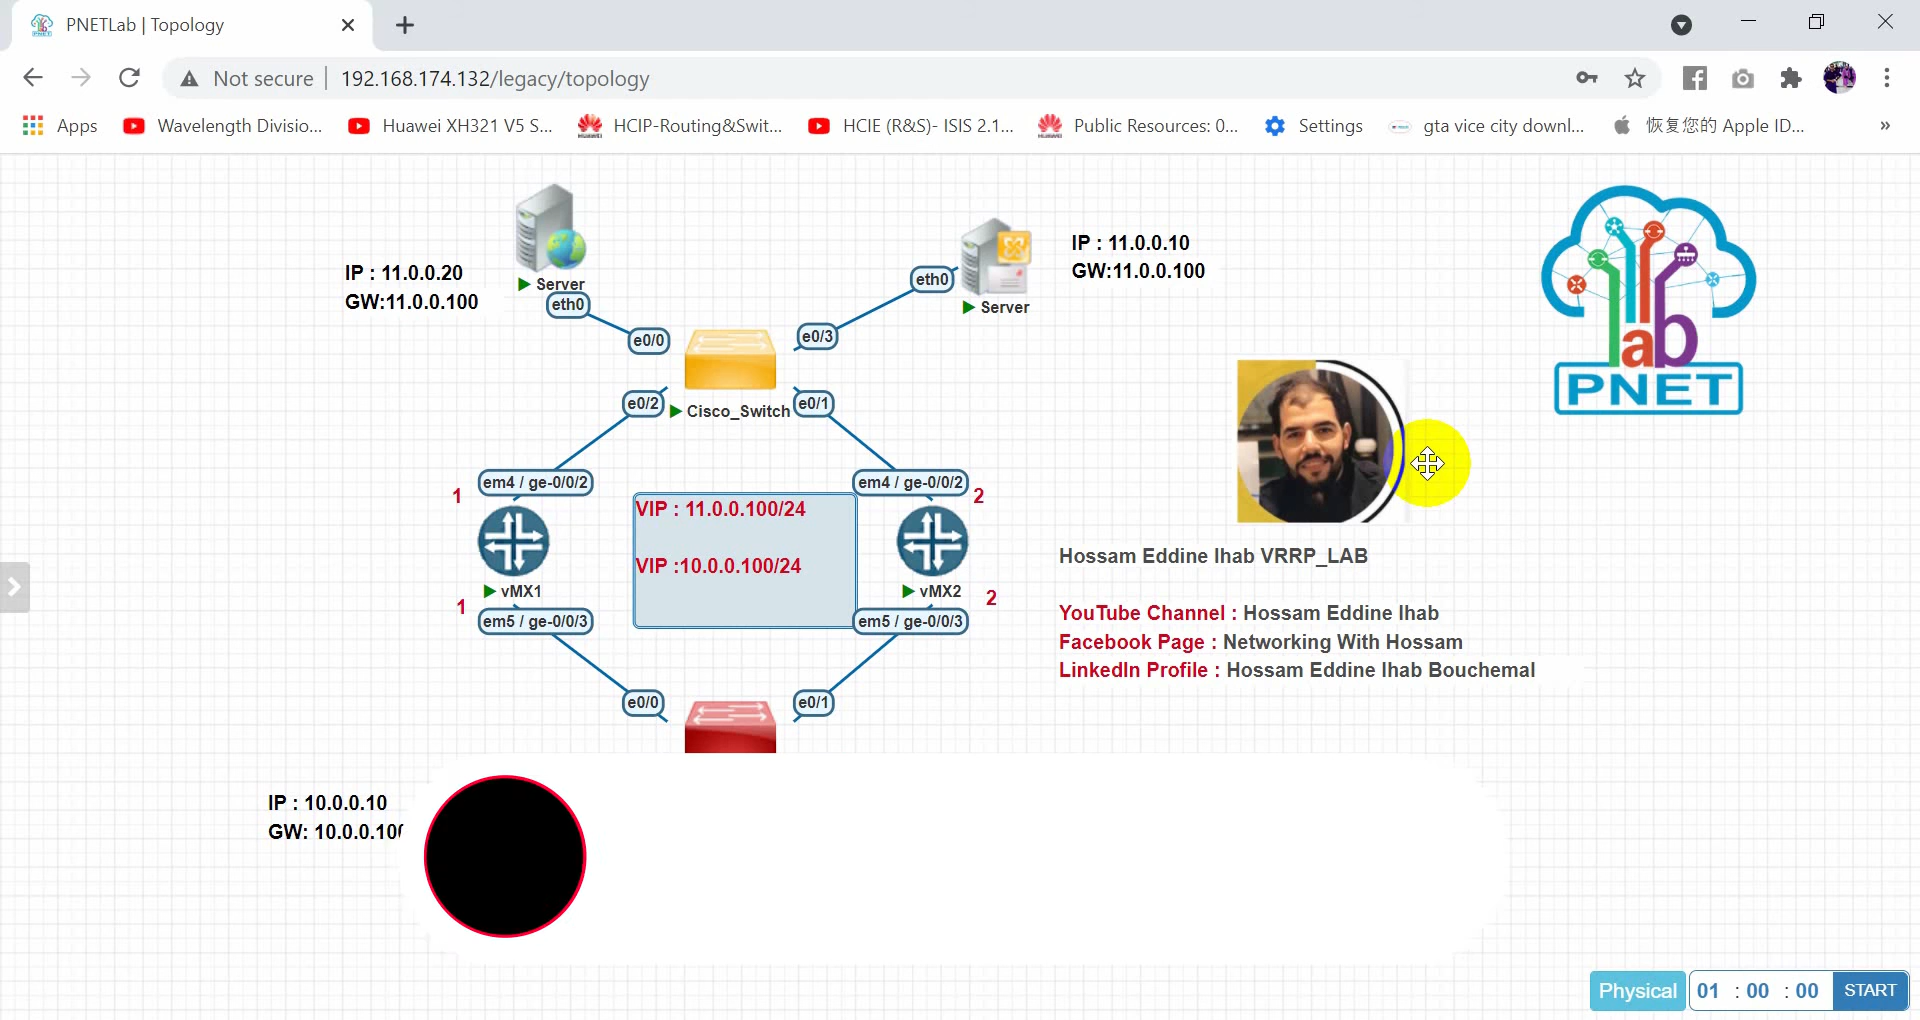 PNETLab | Topology
Not secure | 192.168.174.132/legacy/topology
Apps
Wavelength Divisio...
Huawei XH321 V5 S...
HCIP-Routing&Swit...
HCIE (R&S)- ISIS 2.1...
Public Resources: 0...
Settings
gta vice city downl...
恢复您的 Apple ID...
»
IP : 11.0.0.20
GW:11.0.0.100
Server
eth0
e0/0
IP : 11.0.0.10
GW:11.0.0.100
eth0
Server
e0/3
e0/2
Cisco_Switch
e0/1
1
em4 / ge-0/0/2
em4 / ge-0/0/2
2
VIP : 11.0.0.100/24
VIP :10.0.0.100/24
vMX1
vMX2
1
em5 / ge-0/0/3
em5 / ge-0/0/3
2
e0/0
e0/1
lab
PNET
Hossam Eddine Ihab VRRP_LAB
YouTube Channel : Hossam Eddine Ihab
Facebook Page : Networking With Hossam
LinkedIn Profile : Hossam Eddine Ihab Bouchemal
IP : 10.0.0.10
GW: 10.0.0.100
Physical
01 : 00 : 00
START